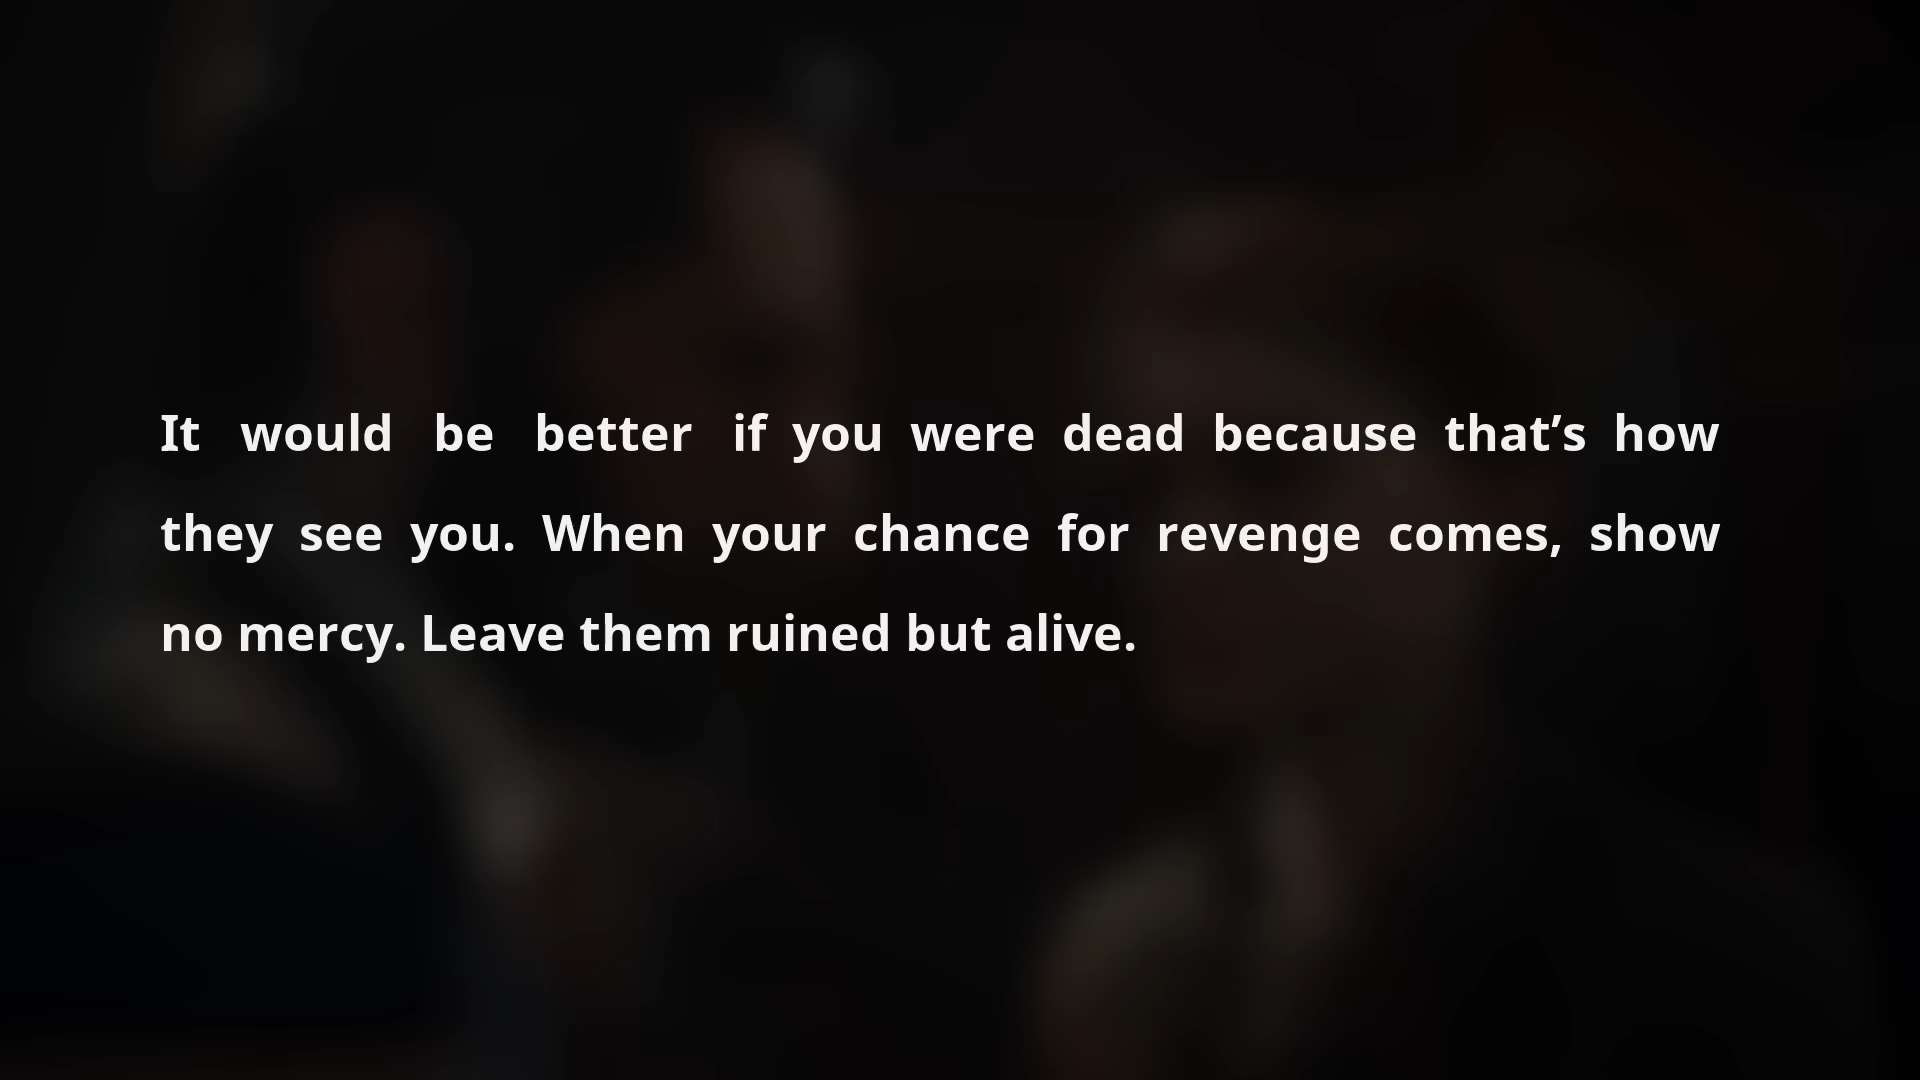 It would be better if you were dead because that’s how
they see you. When your chance for revenge comes, show
no mercy. Leave them ruined but alive.